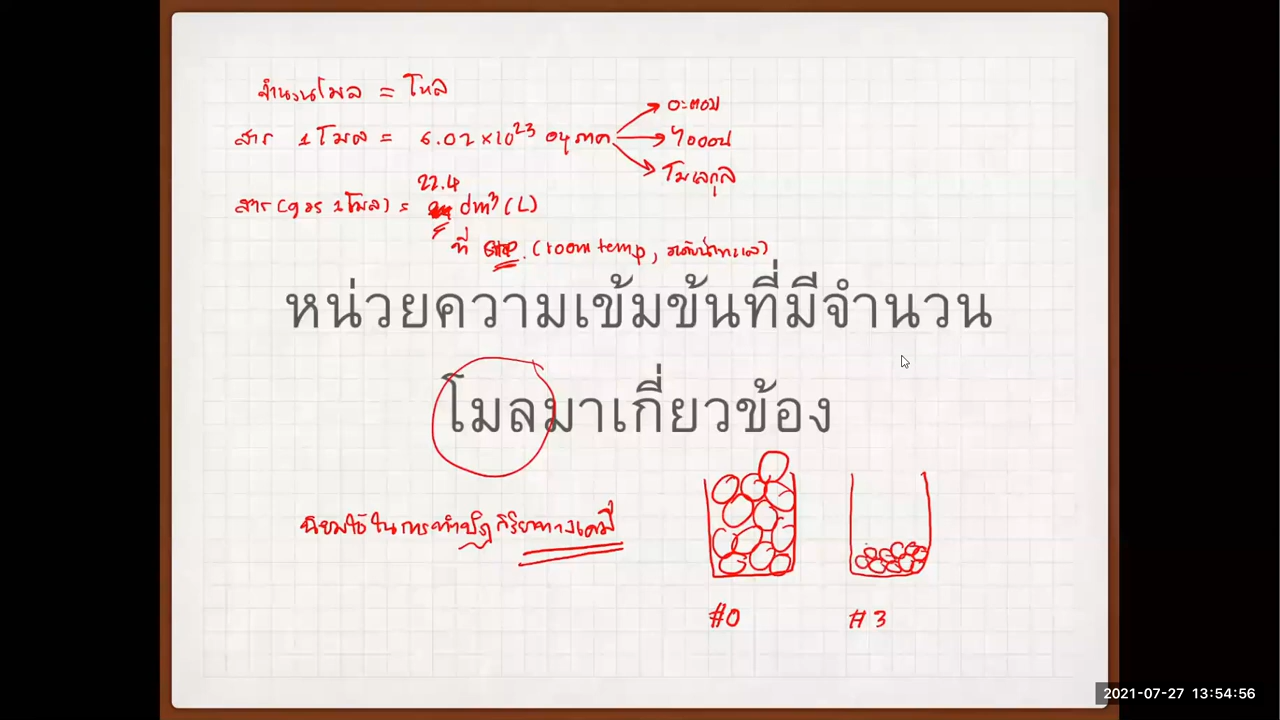 จำนวนโมล = โหล
สาร 1 โมล = 6.02 × 10²³ อนุภาค
อะตอม
ไอออน
โมเลกุล
22.4
สาร (gas 1 โมล) = dm³ (L)
ที่ (room temp, ระดับน้ำทะเล)
หน่วยความเข้มข้นที่มีจำนวน
โมลมาเกี่ยวข้อง
นิยมใช้ในการทำปฏิกิริยาทางเคมี
#0 #3
2021-07-27 13:54:56